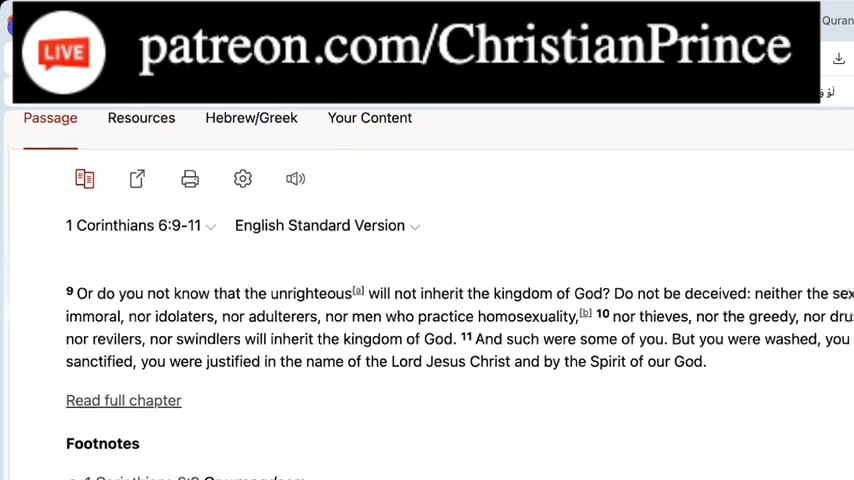 LIVE
patreon.com/ChristianPrince
Quran
Passage
Resources
Hebrew/Greek
Your Content
1 Corinthians 6:9-11
English Standard Version
9 Or do you not know that the unrighteous[a] will not inherit the kingdom of God? Do not be deceived: neither the sex
immoral, nor idolaters, nor adulterers, nor men who practice homosexuality,[b] 10 nor thieves, nor the greedy, nor dru
nor revilers, nor swindlers will inherit the kingdom of God. 11 And such were some of you. But you were washed, you
sanctified, you were justified in the name of the Lord Jesus Christ and by the Spirit of our God.
Read full chapter
Footnotes